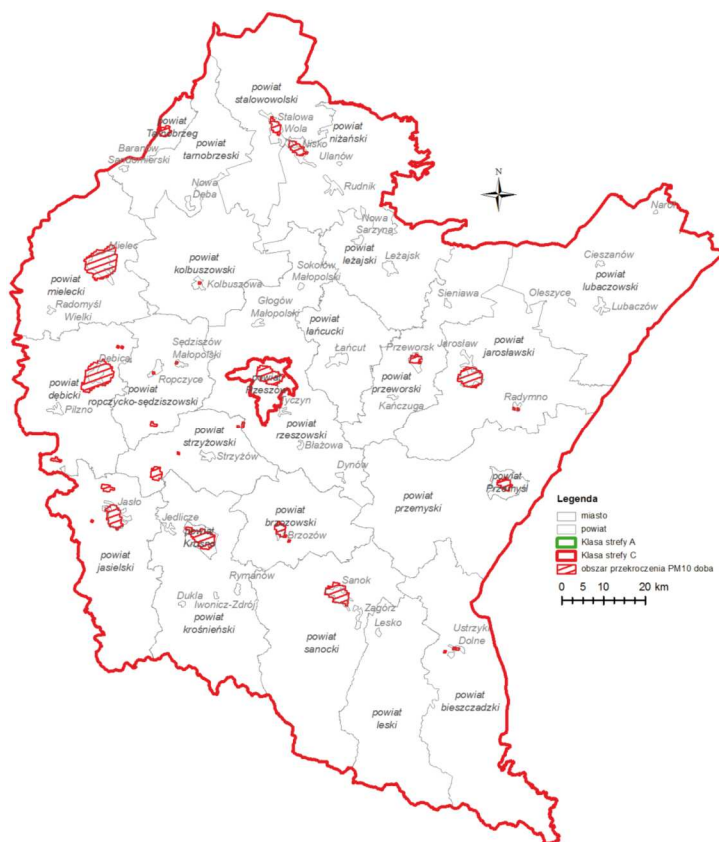 powiat
stalowowolski
Stalowa
Wola
powiat
Tarnobrzeg
powiat
niżański
Nisko
Ulanów
powiat
tarnobrzeski
Baranów
Sandomierski
Rudnik
Nowa
Dęba
N
Nowa
Sarzyna
Narol
Mielec
powiat
leżajski
Leżajsk
Cieszanów
powiat
kolbuszowski
Kolbuszowa
Sokołów
Małopolski
powiat
lubaczowski
powiat
mielecki
Sieniawa
Oleszyce
Lubaczów
Radomyśl
Wielki
Głogów
Małopolski
powiat
łańcucki
Sędziszów
Małopolski
Dębica
Łańcut
Przeworsk
Jarosław
powiat
jarosławski
Ropczyce
powiat
Rzeszów
powiat
dębicki
powiat
ropczycko-sędziszowski
powiat
przeworski
Pilzno
Tyczyn
Kańczuga
Radymno
powiat
strzyżowski
powiat
rzeszowski
Strzyżów
Błażowa
Dynów
powiat
Przemyśl
powiat
przemyski
Jasło
Jedlicze
powiat
Krosno
powiat
brzozowski
Brzozów
powiat
jasielski
Rymanów
Sanok
Dukla
Iwonicz-Zdrój
Zagórz
Lesko
powiat
krośnieński
powiat
sanocki
Ustrzyki
Dolne
powiat
leski
powiat
bieszczadzki
Legenda
miasto
powiat
Klasa strefy A
Klasa strefy C
obszar przekroczenia PM10 doba
0 5 10 20 km